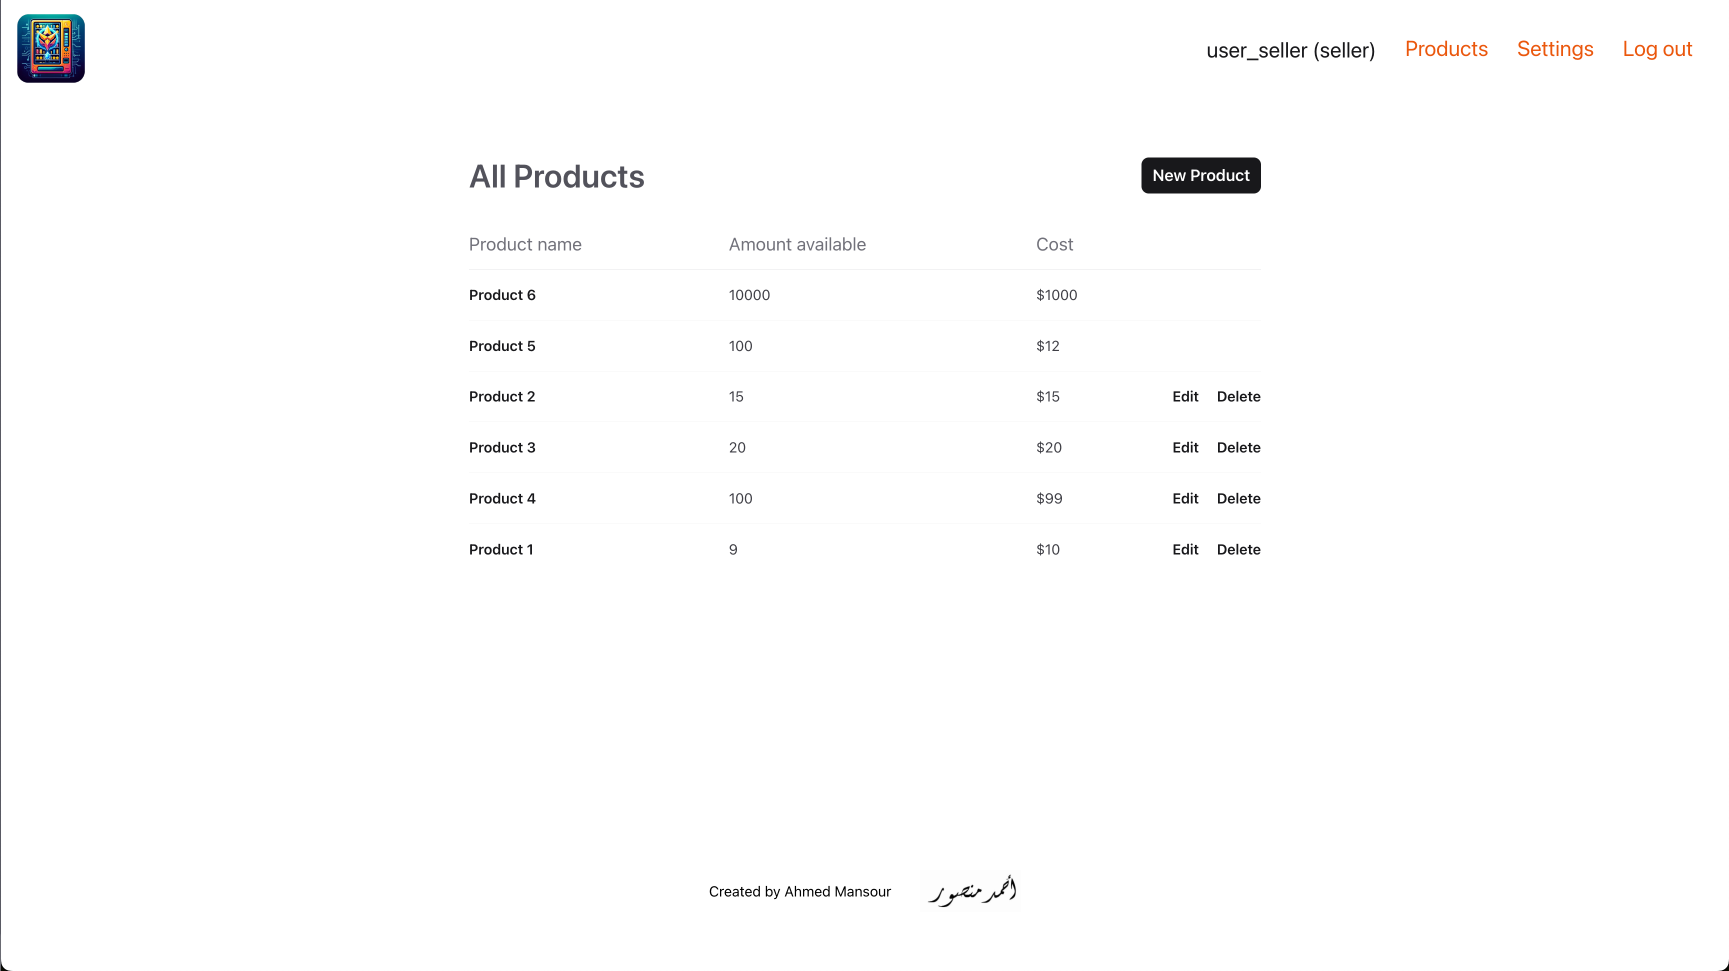 user_seller (seller) Products Settings Log out
All Products New Product
Product name Amount available Cost
Product 6 10000 $1000
Product 5 100 $12
Product 2 15 $15 Edit Delete
Product 3 20 $20 Edit Delete
Product 4 100 $99 Edit Delete
Product 1 9 $10 Edit Delete
Created by Ahmed Mansour أحمد منصور